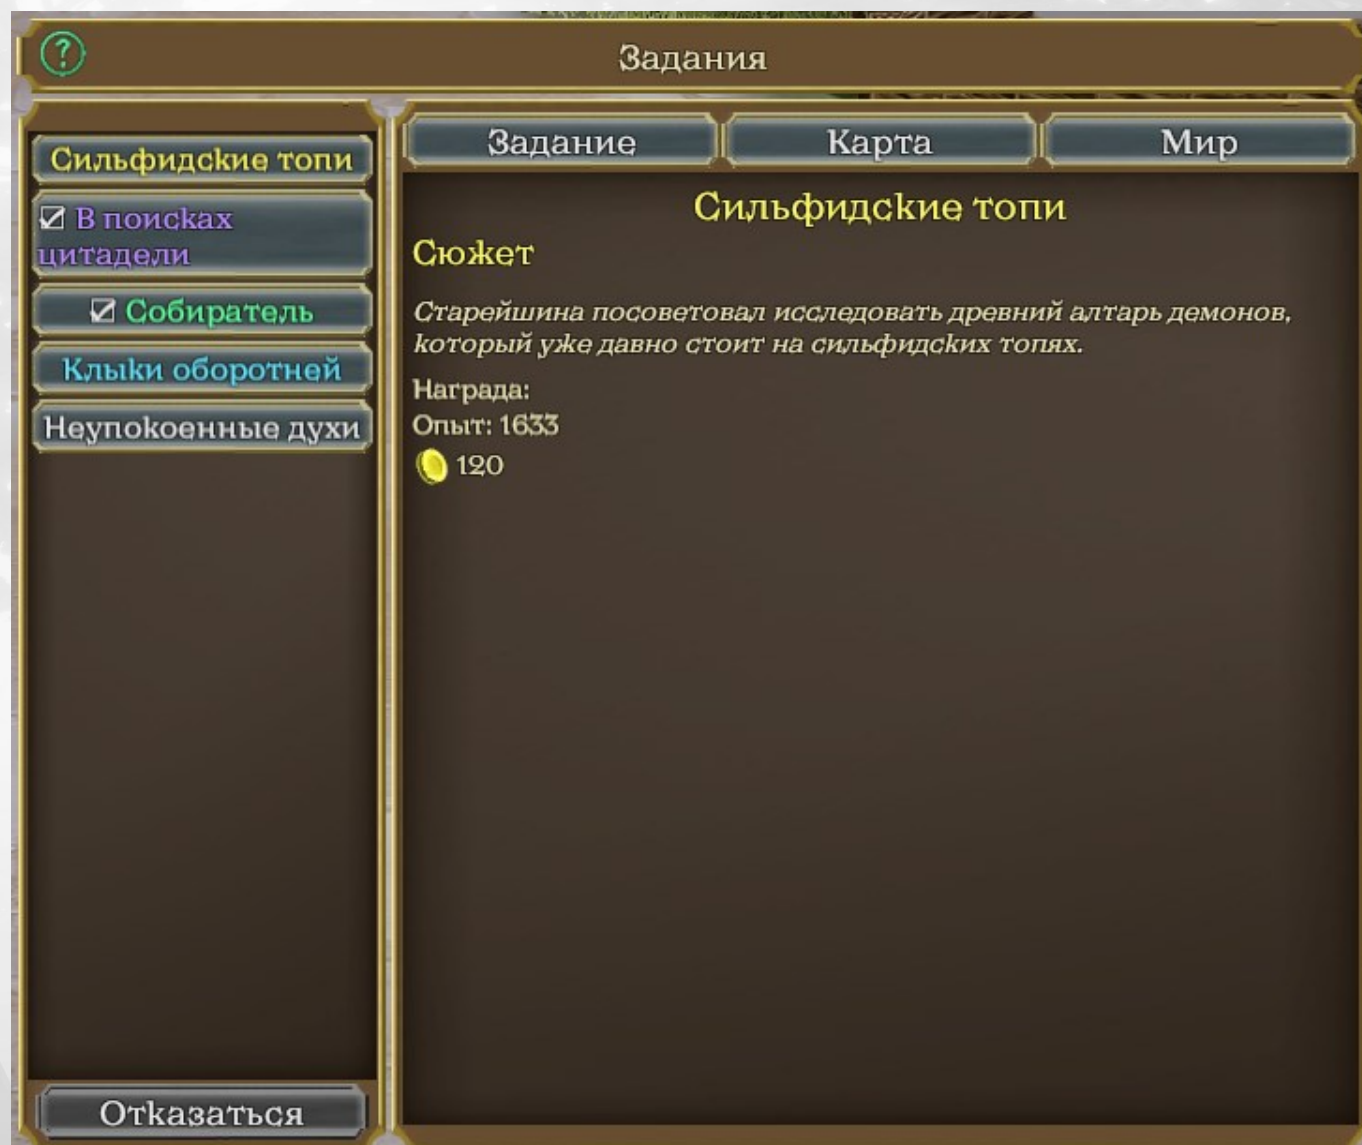 ?
Задания
Сильфидские топи
В поисках
цитадели
Собиратель
Клыки оборотней
Неупокоенные духи
Отказаться
Задание
Карта
Мир
Сильфидские топи
Сюжет
Старейшина посоветовал исследовать древний алтарь демонов,
который уже давно стоит на сильфидских топях.
Награда:
Опыт: 1633
120